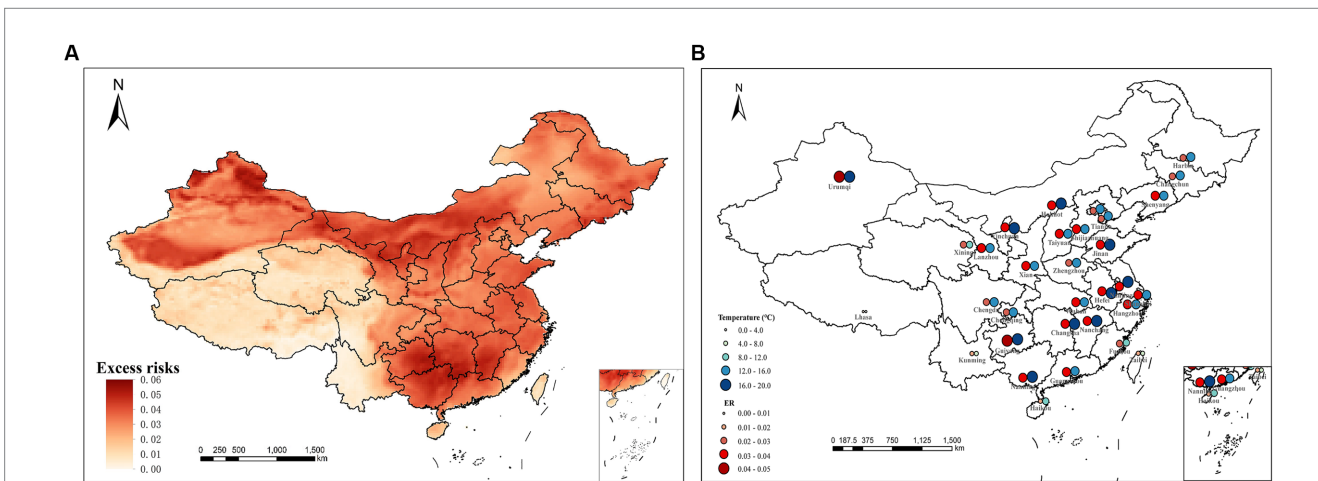 A
N
Excess risks
0.06
0.05
0.04
0.03
0.02
0.01
0.00
0 250 500 1,000 1,500
km
B
N
Urumqi
Harbin
Changchun
Shenyang
Hohhot
Tianjin
Yinchuan
Taiyuan
Shijiazhuang
Jinan
Xining
Lanzhou
Xian
Zhengzhou
Hefei
Hangzhou
Chengdu
Chongqing
Wuhan
Lhasa
Changsha
Nanchang
Guiyang
Kunming
Fuzhou
Taibei
Nanning
Guangzhou
Haikou
Temperature (°C)
0.0 - 4.0
4.0 - 8.0
8.0 - 12.0
12.0 - 16.0
16.0 - 20.0
ER
0.00 - 0.01
0.01 - 0.02
0.02 - 0.03
0.03 - 0.04
0.04 - 0.05
0 187.5 375 750 1,125 1,500
km
Taibei
Nanning
Guangzhou
Haikou